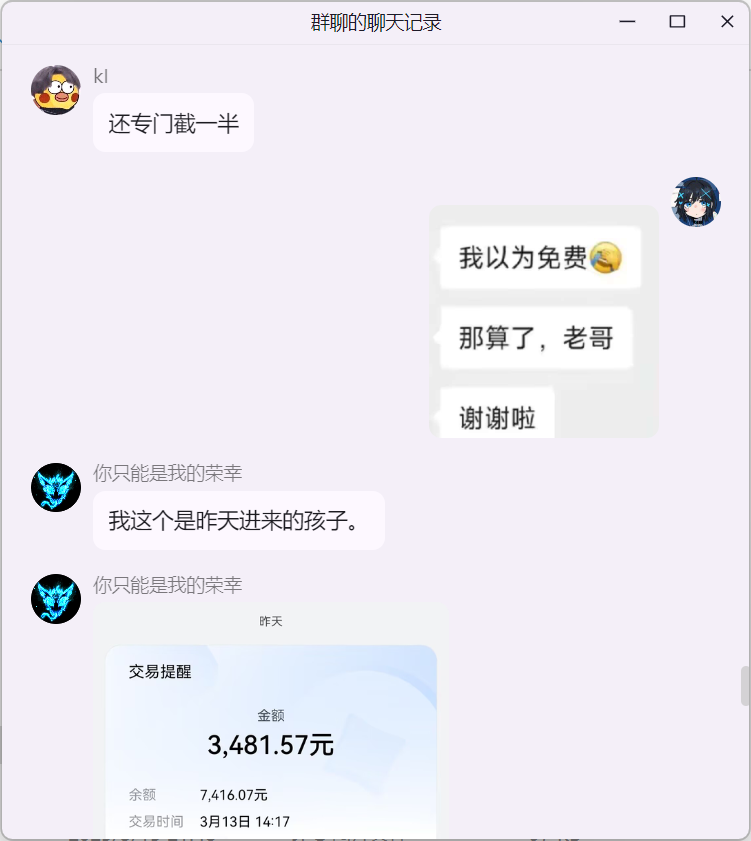 群聊的聊天记录
kl
还专门截一半
我以为免费😂
那算了，老哥
谢谢啦
你只能是我的荣幸
我这个是昨天进来的孩子。
你只能是我的荣幸
昨天
交易提醒
金额
3,481.57元
余额 7,416.07元
交易时间 3月13日 14:17